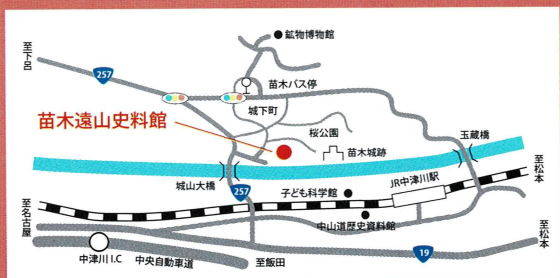 鉱物博物館
至下呂
257
苗木バス停
城下町
苗木遠山史料館
桜公園
苗木城跡
玉蔵橋
至松本
城山大橋
257
子ども科学館
JR中津川駅
中山道歴史資料館
至名古屋
中津川I.C
中央自動車道
至飯田
19
至松本